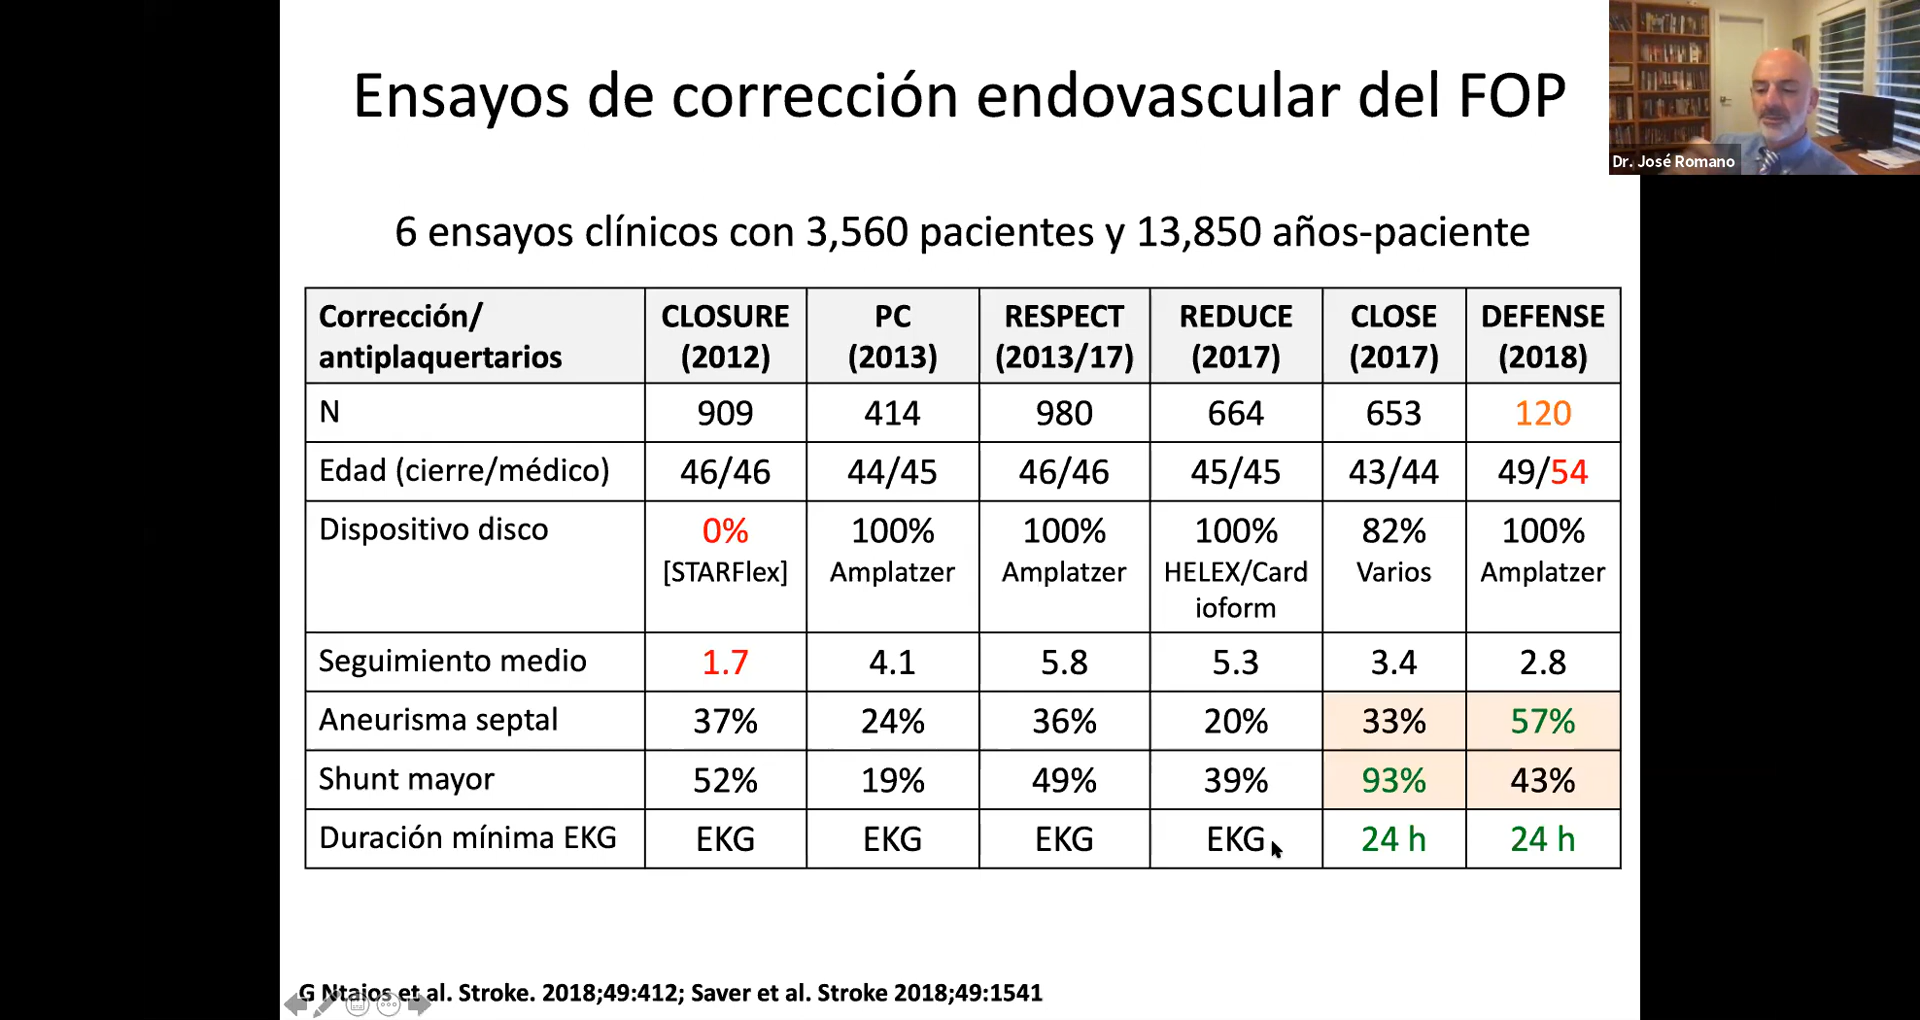 Ensayos de corrección endovascular del FOP
Dr. José Romano
6 ensayos clínicos con 3,560 pacientes y 13,850 años-paciente
Corrección/ antiplaquertarios CLOSURE (2012) PC (2013) RESPECT (2013/17) REDUCE (2017) CLOSE (2017) DEFENSE (2018)
N 909 414 980 664 653 120
Edad (cierre/médico) 46/46 44/45 46/46 45/45 43/44 49/54
Dispositivo disco 0% [STARFlex] 100% Amplatzer 100% Amplatzer 100% HELEX/Card ioform 82% Varios 100% Amplatzer
Seguimiento medio 1.7 4.1 5.8 5.3 3.4 2.8
Aneurisma septal 37% 24% 36% 20% 33% 57%
Shunt mayor 52% 19% 49% 39% 93% 43%
Duración mínima EKG EKG EKG EKG EKG 24 h 24 h
G Ntaios et al. Stroke. 2018;49:412; Saver et al. Stroke 2018;49:1541